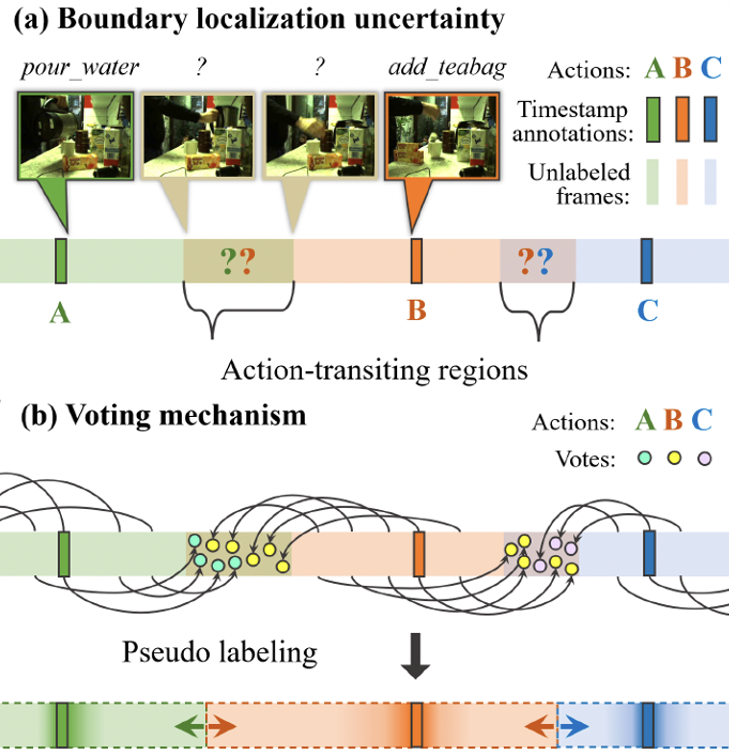 (a) Boundary localization uncertainty
pour_water ? ? add_teabag
Actions: A B C
Timestamp
annotations:
Unlabeled
frames:
?? ??
A B C
Action-transiting regions
(b) Voting mechanism
Actions: A B C
Votes:
Pseudo labeling